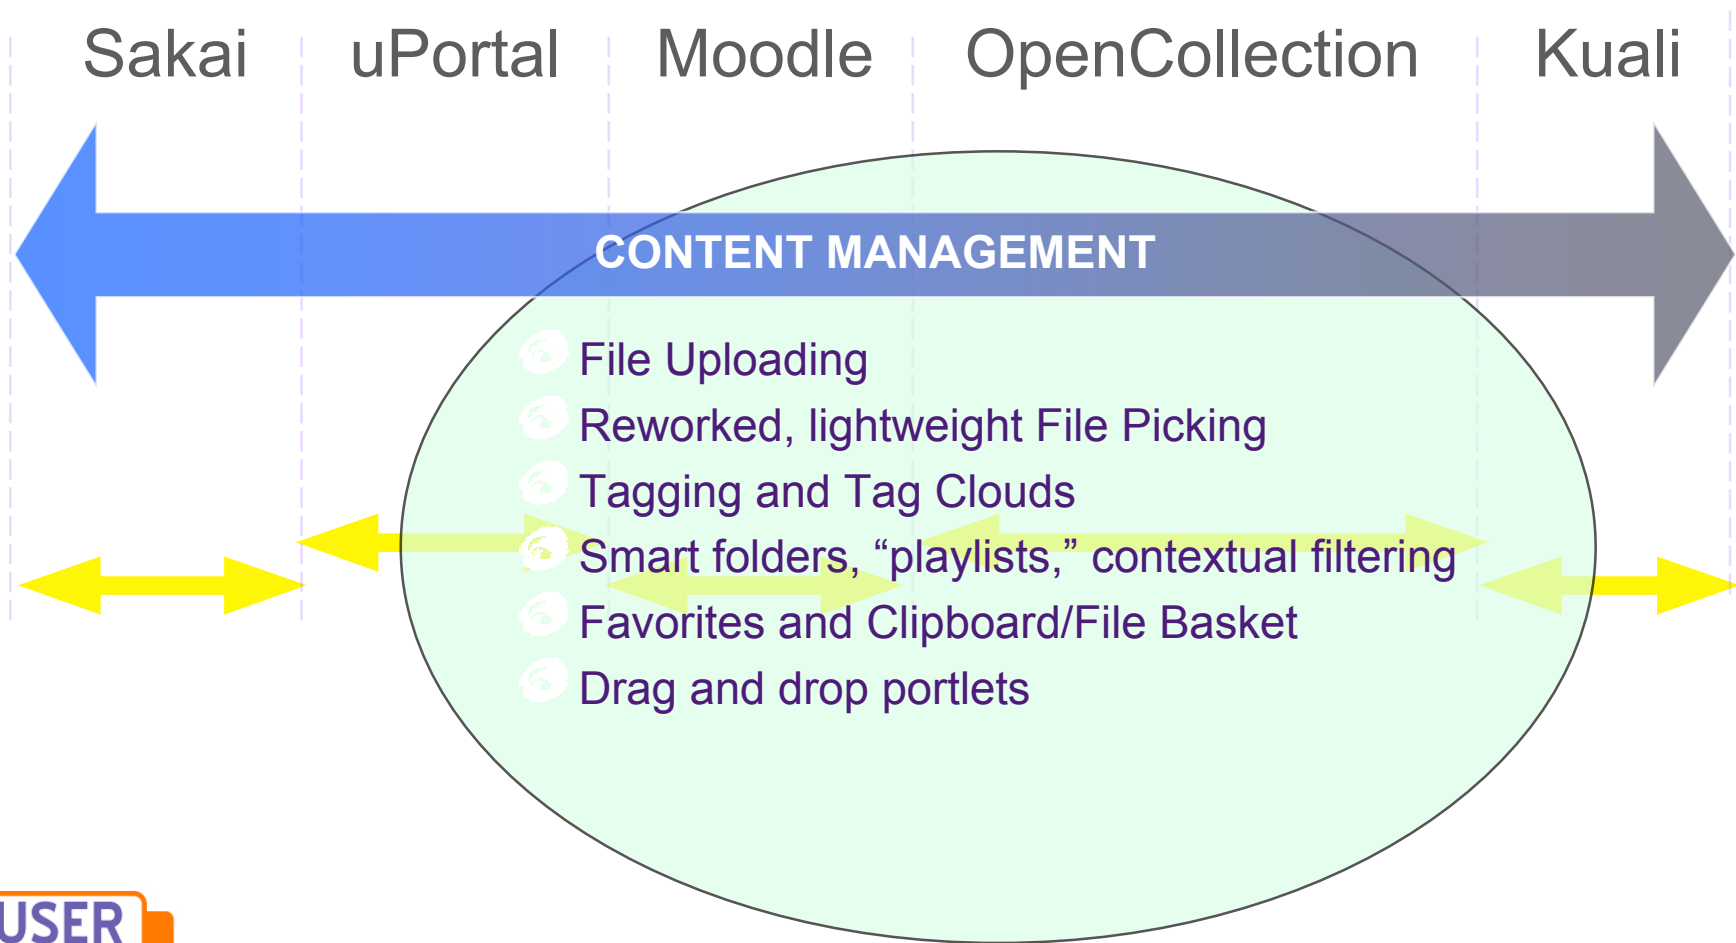 Sakai uPortal Moodle OpenCollection Kuali
CONTENT MANAGEMENT
File Uploading
Reworked, lightweight File Picking
Tagging and Tag Clouds
Smart folders, “playlists,” contextual filtering
Favorites and Clipboard/File Basket
Drag and drop portlets
USER